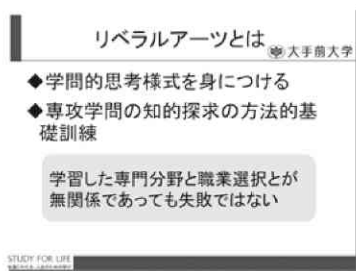 リベラルアーツとは
大手前大学
◆学問的思考様式を身につける
◆専攻学問の知的探求の方法的基
礎訓練
学習した専門分野と職業選択とが
無関係であっても失敗ではない
STUDY FOR LIFE